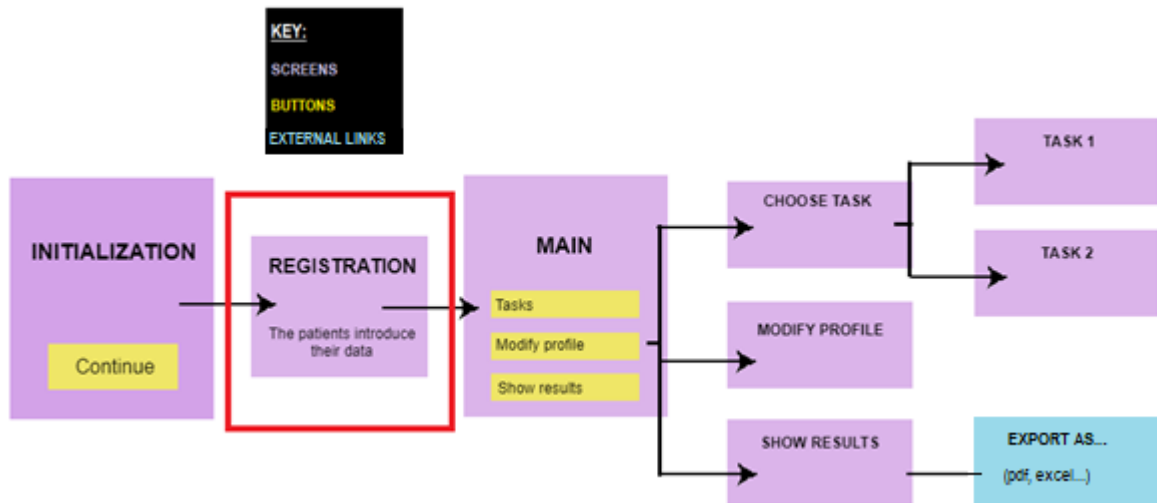 KEY:
SCREENS
BUTTONS
EXTERNAL LINKS
INITIALIZATION
Continue
REGISTRATION
The patients introduce
their data
MAIN
Tasks
Modify profile
Show results
CHOOSE TASK
TASK 1
TASK 2
MODIFY PROFILE
SHOW RESULTS
EXPORT AS...
(pdf, excel...)